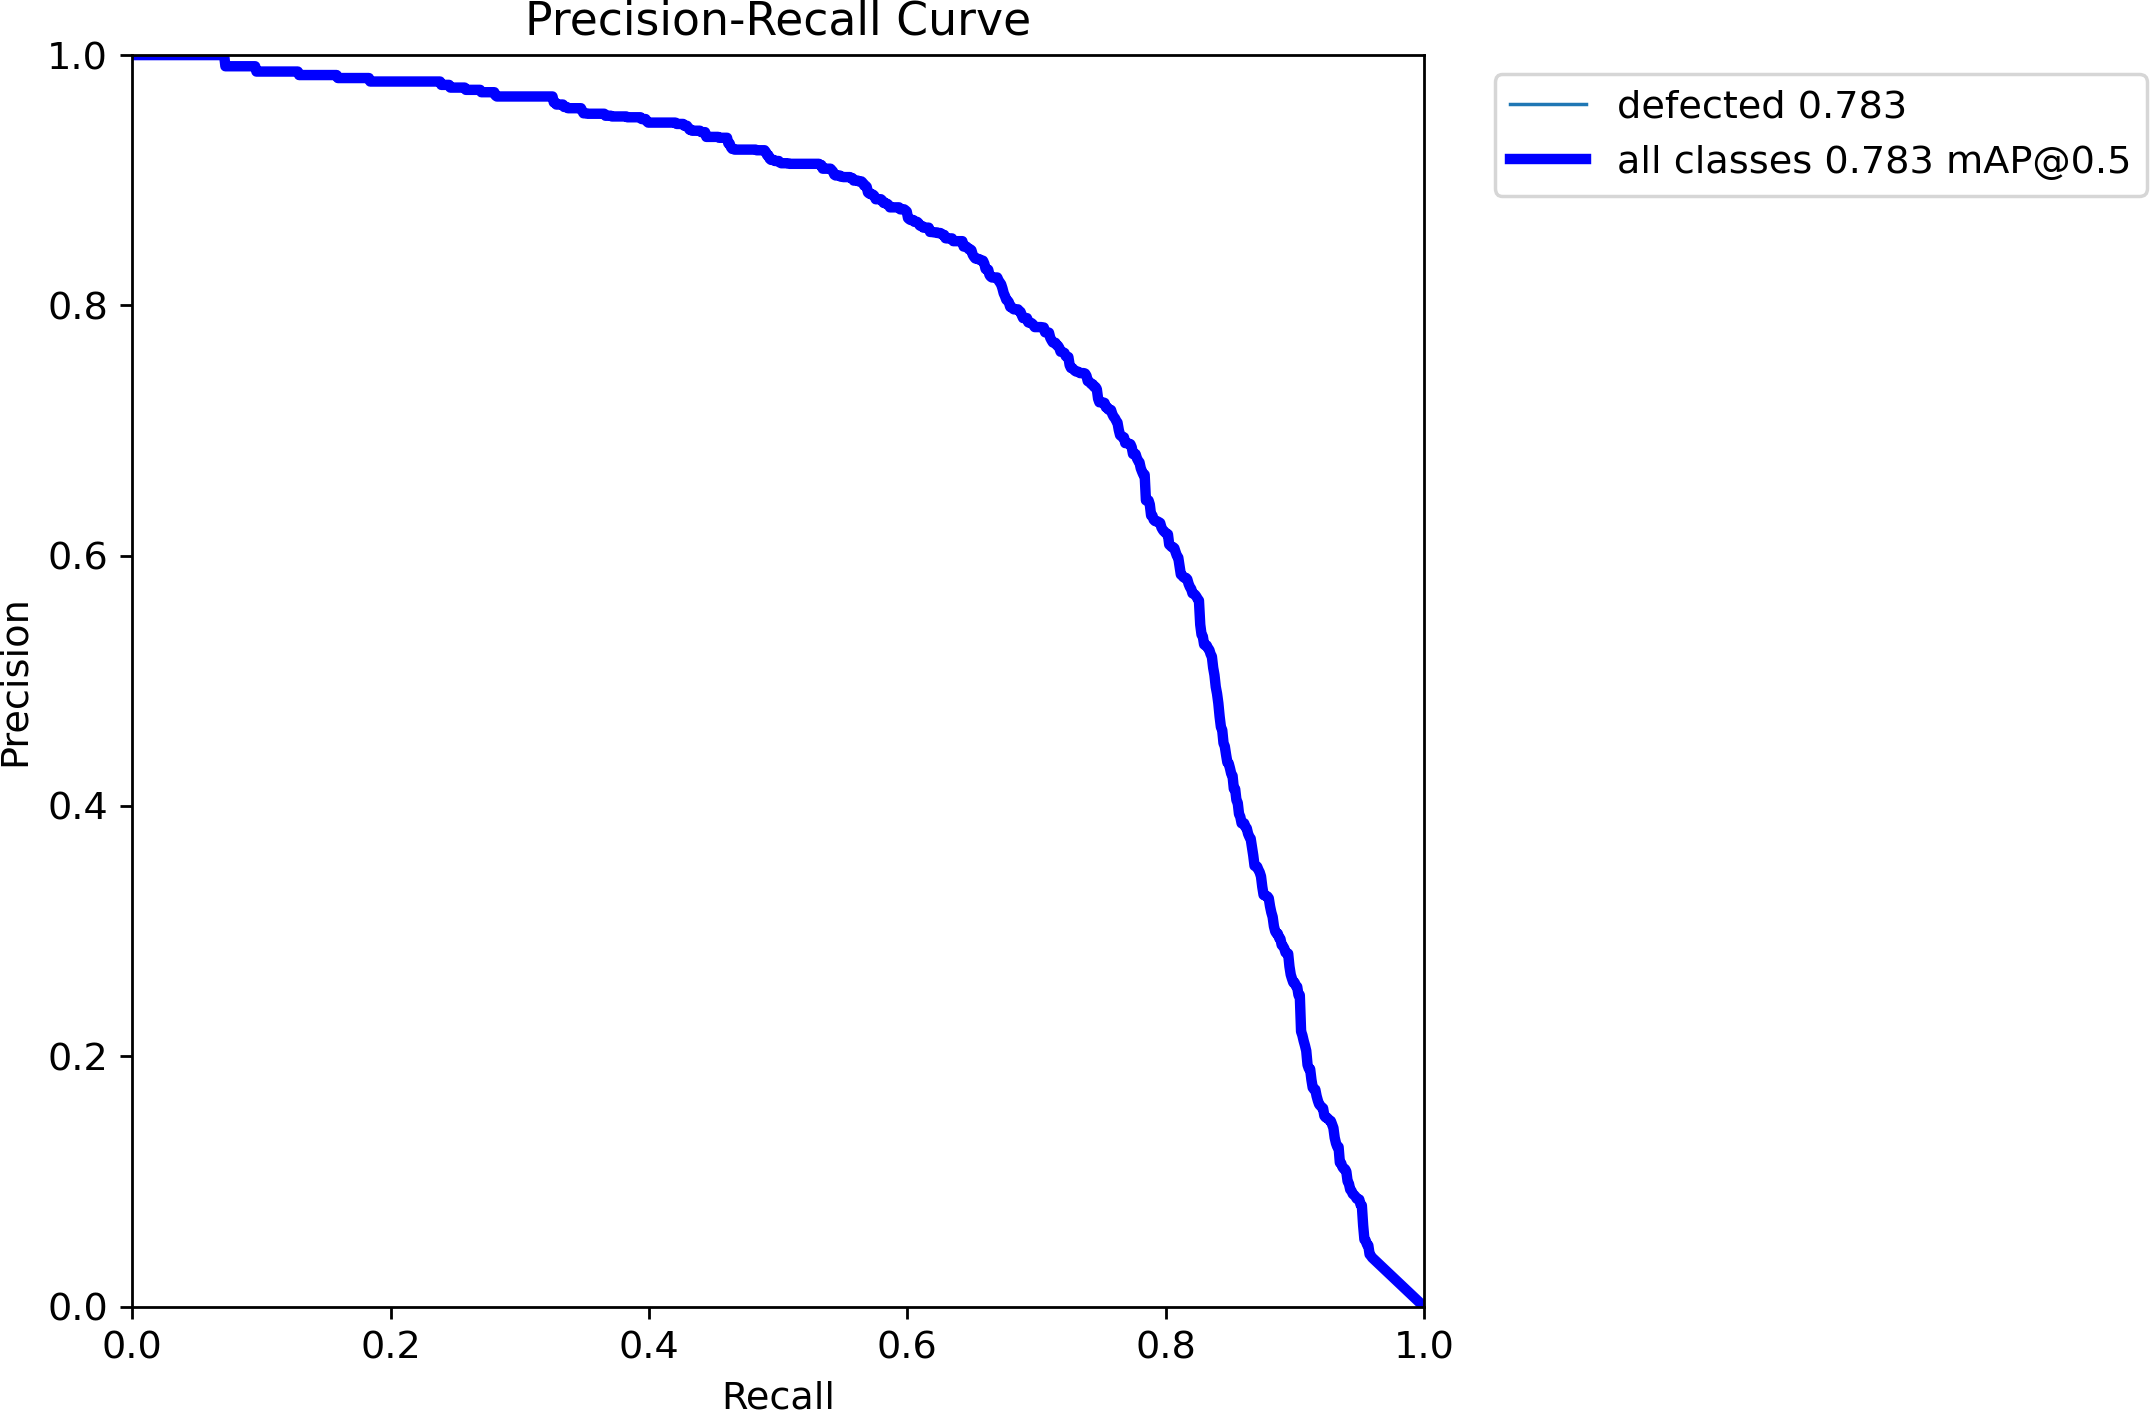 Precision-Recall Curve
1.0
0.8
0.6
0.4
0.2
0.0
Precision
0.0 0.2 0.4 0.6 0.8 1.0
Recall
defected 0.783
all classes 0.783 mAP@0.5